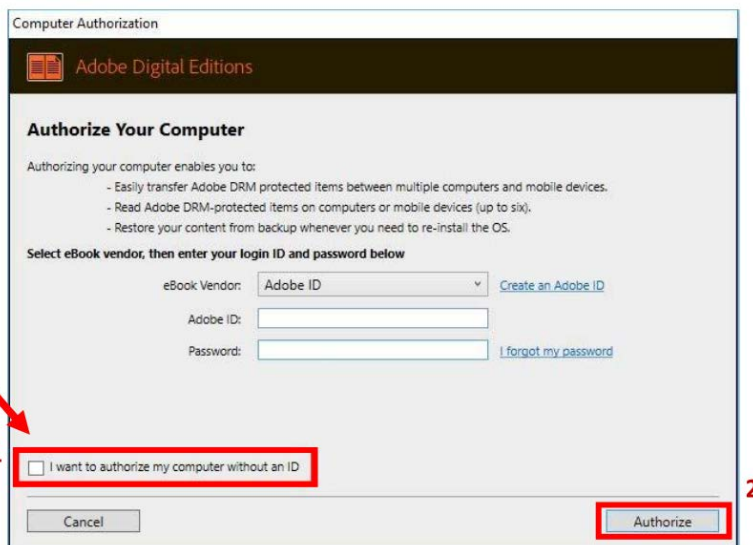 Computer Authorization
Adobe Digital Editions
Authorize Your Computer
Authorizing your computer enables you to:
- Easily transfer Adobe DRM protected items between multiple computers and mobile devices.
- Read Adobe DRM-protected items on computers or mobile devices (up to six).
- Restore your content from backup whenever you need to re-install the OS.
Select eBook vendor, then enter your login ID and password below
eBook Vendor: Adobe ID Create an Adobe ID
Adobe ID:
Password: I forgot my password
I want to authorize my computer without an ID
2
Cancel Authorize